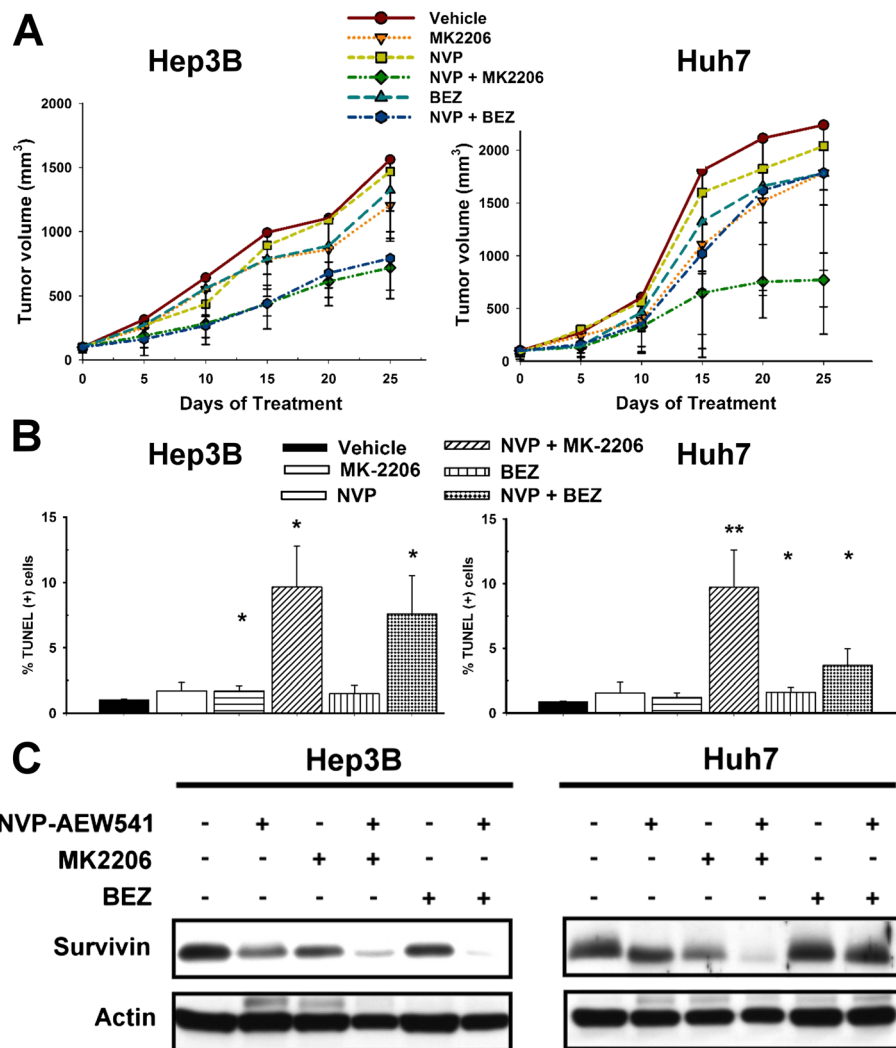 A
Hep3B
Huh7
Vehicle
MK2206
NVP
NVP + MK2206
BEZ
NVP + BEZ
Tumor volume (mm3)
2000
1500
1000
500
0
0 5 10 15 20 25
Days of Treatment
Tumor volume (mm3)
2000
1500
1000
500
0
0 5 10 15 20 25
Days of Treatment
B
Hep3B
Huh7
Vehicle
MK-2206
NVP
NVP + MK-2206
BEZ
NVP + BEZ
% TUNEL (+) cells
15
10
5
0
* * *
% TUNEL (+) cells
15
10
5
0
** * *
C
Hep3B
Huh7
NVP-AEW541 - + - + - + - + - + - +
MK2206 - - + + - - - - + + - -
BEZ - - - - + + - - - - + +
Survivin
Actin